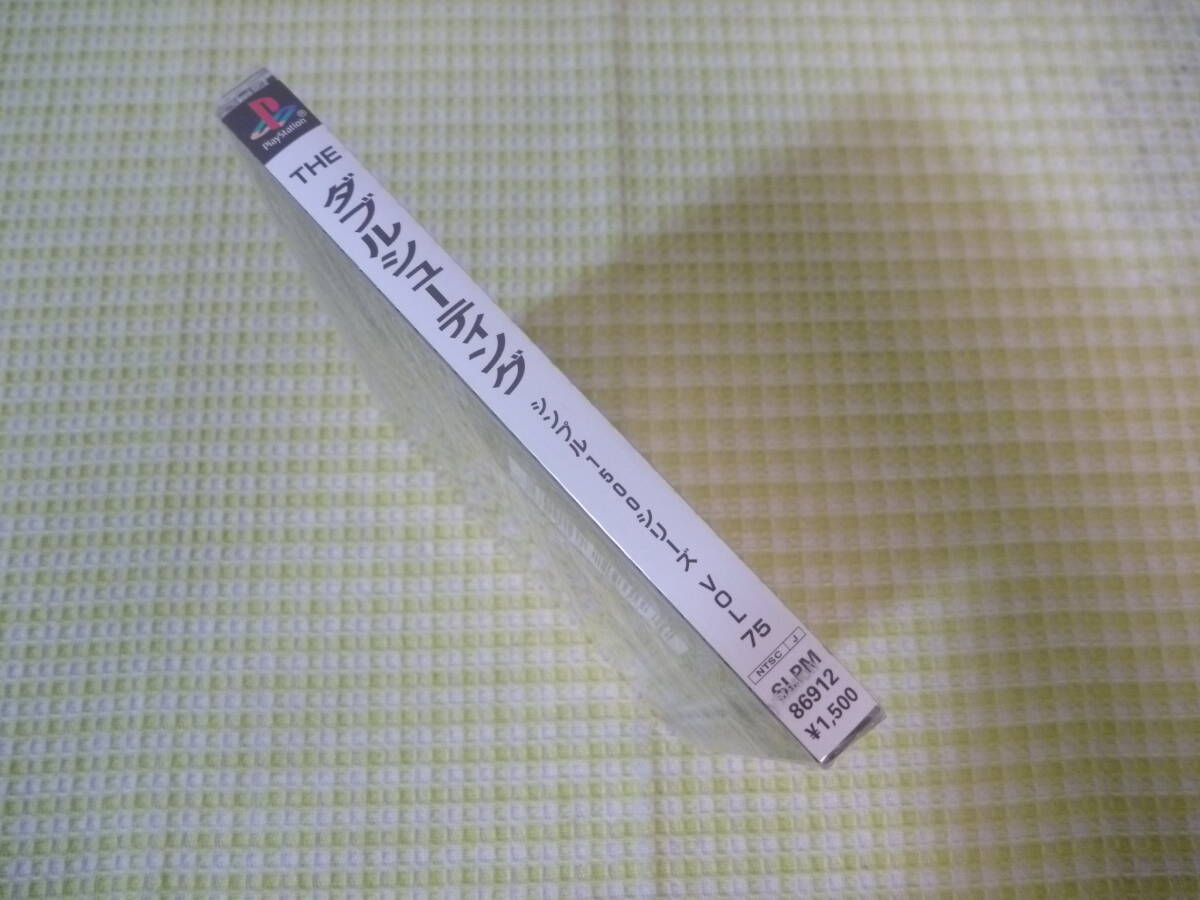 PlayStation®
THE ダブルシューティング シンプル1500シリーズ VOL 75
NTSC J
SLPM
86912
¥1,500